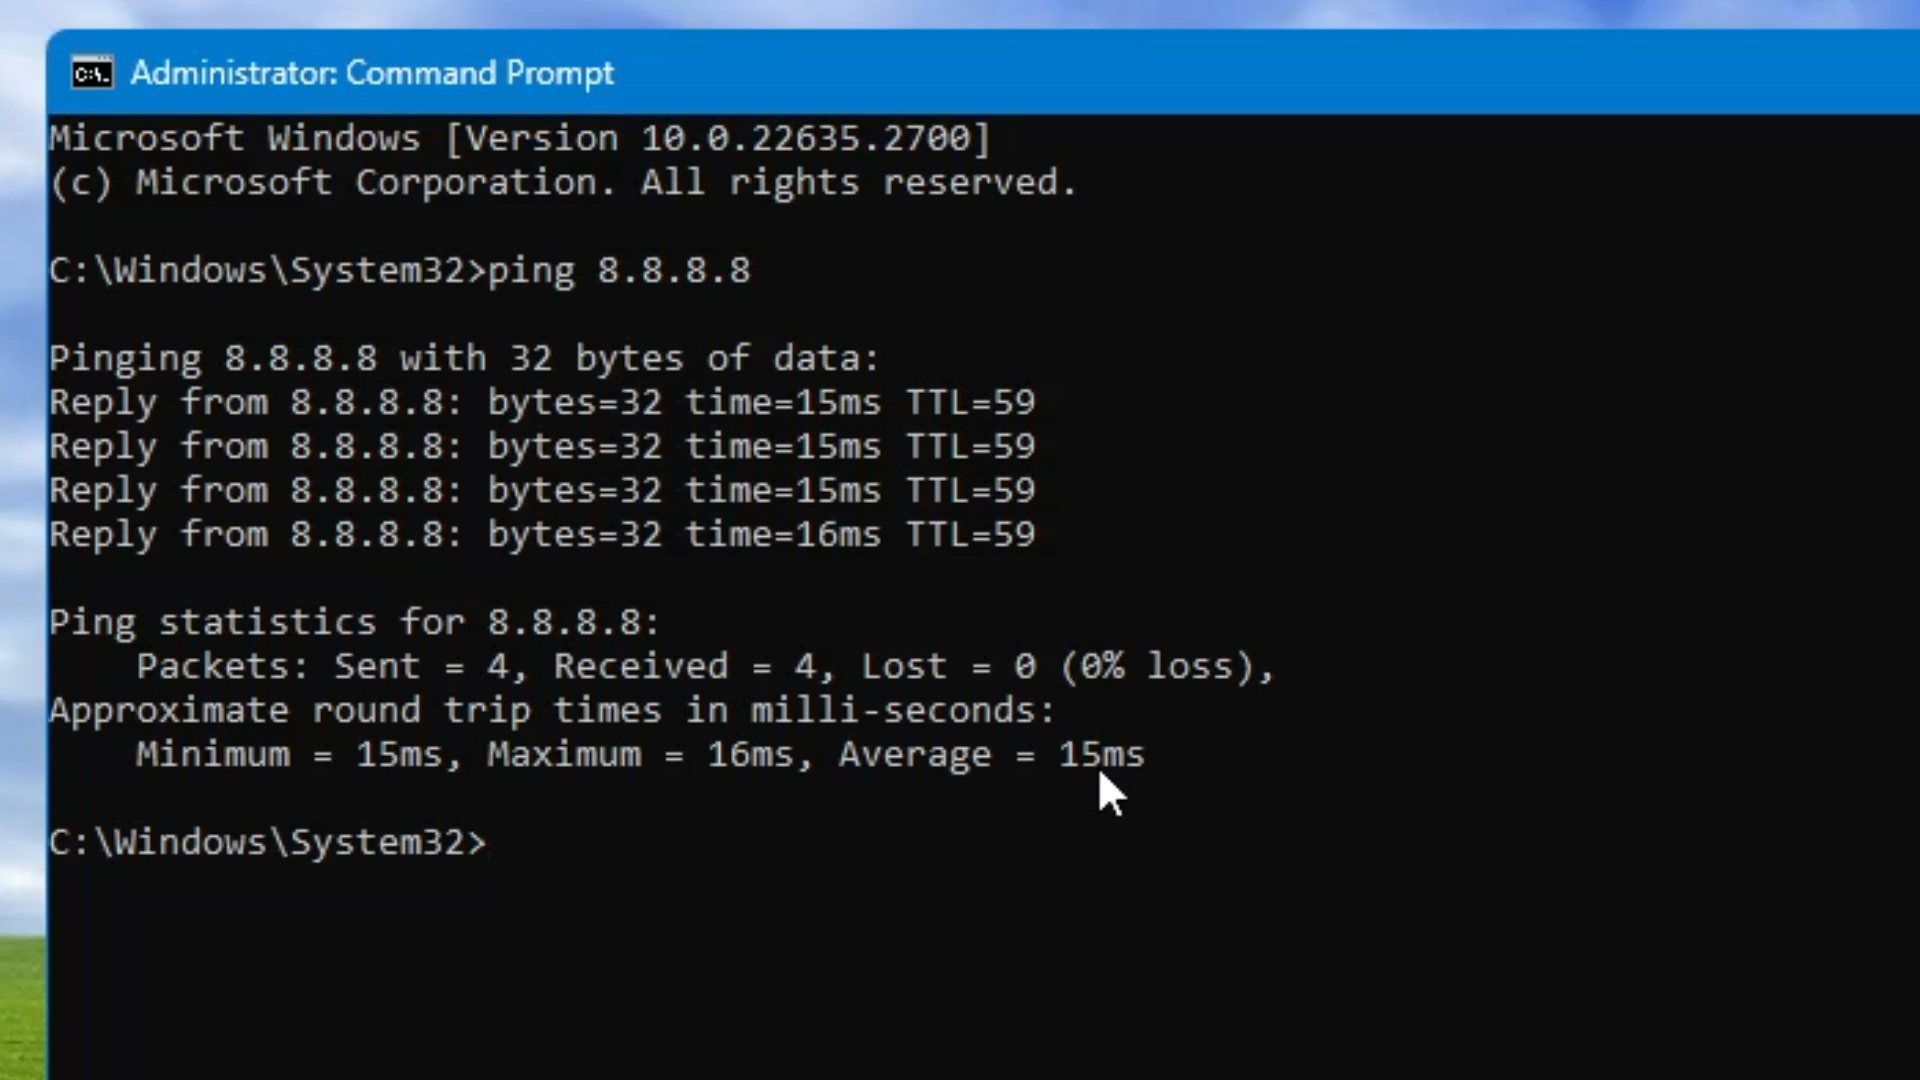 C:\.
Administrator: Command Prompt
Microsoft Windows [Version 10.0.22635.2700]
(c) Microsoft Corporation. All rights reserved.
C:\Windows\System32>ping 8.8.8.8
Pinging 8.8.8.8 with 32 bytes of data:
Reply from 8.8.8.8: bytes=32 time=15ms TTL=59
Reply from 8.8.8.8: bytes=32 time=15ms TTL=59
Reply from 8.8.8.8: bytes=32 time=15ms TTL=59
Reply from 8.8.8.8: bytes=32 time=16ms TTL=59
Ping statistics for 8.8.8.8:
    Packets: Sent = 4, Received = 4, Lost = 0 (0% loss),
Approximate round trip times in milli-seconds:
    Minimum = 15ms, Maximum = 16ms, Average = 15ms
C:\Windows\System32>